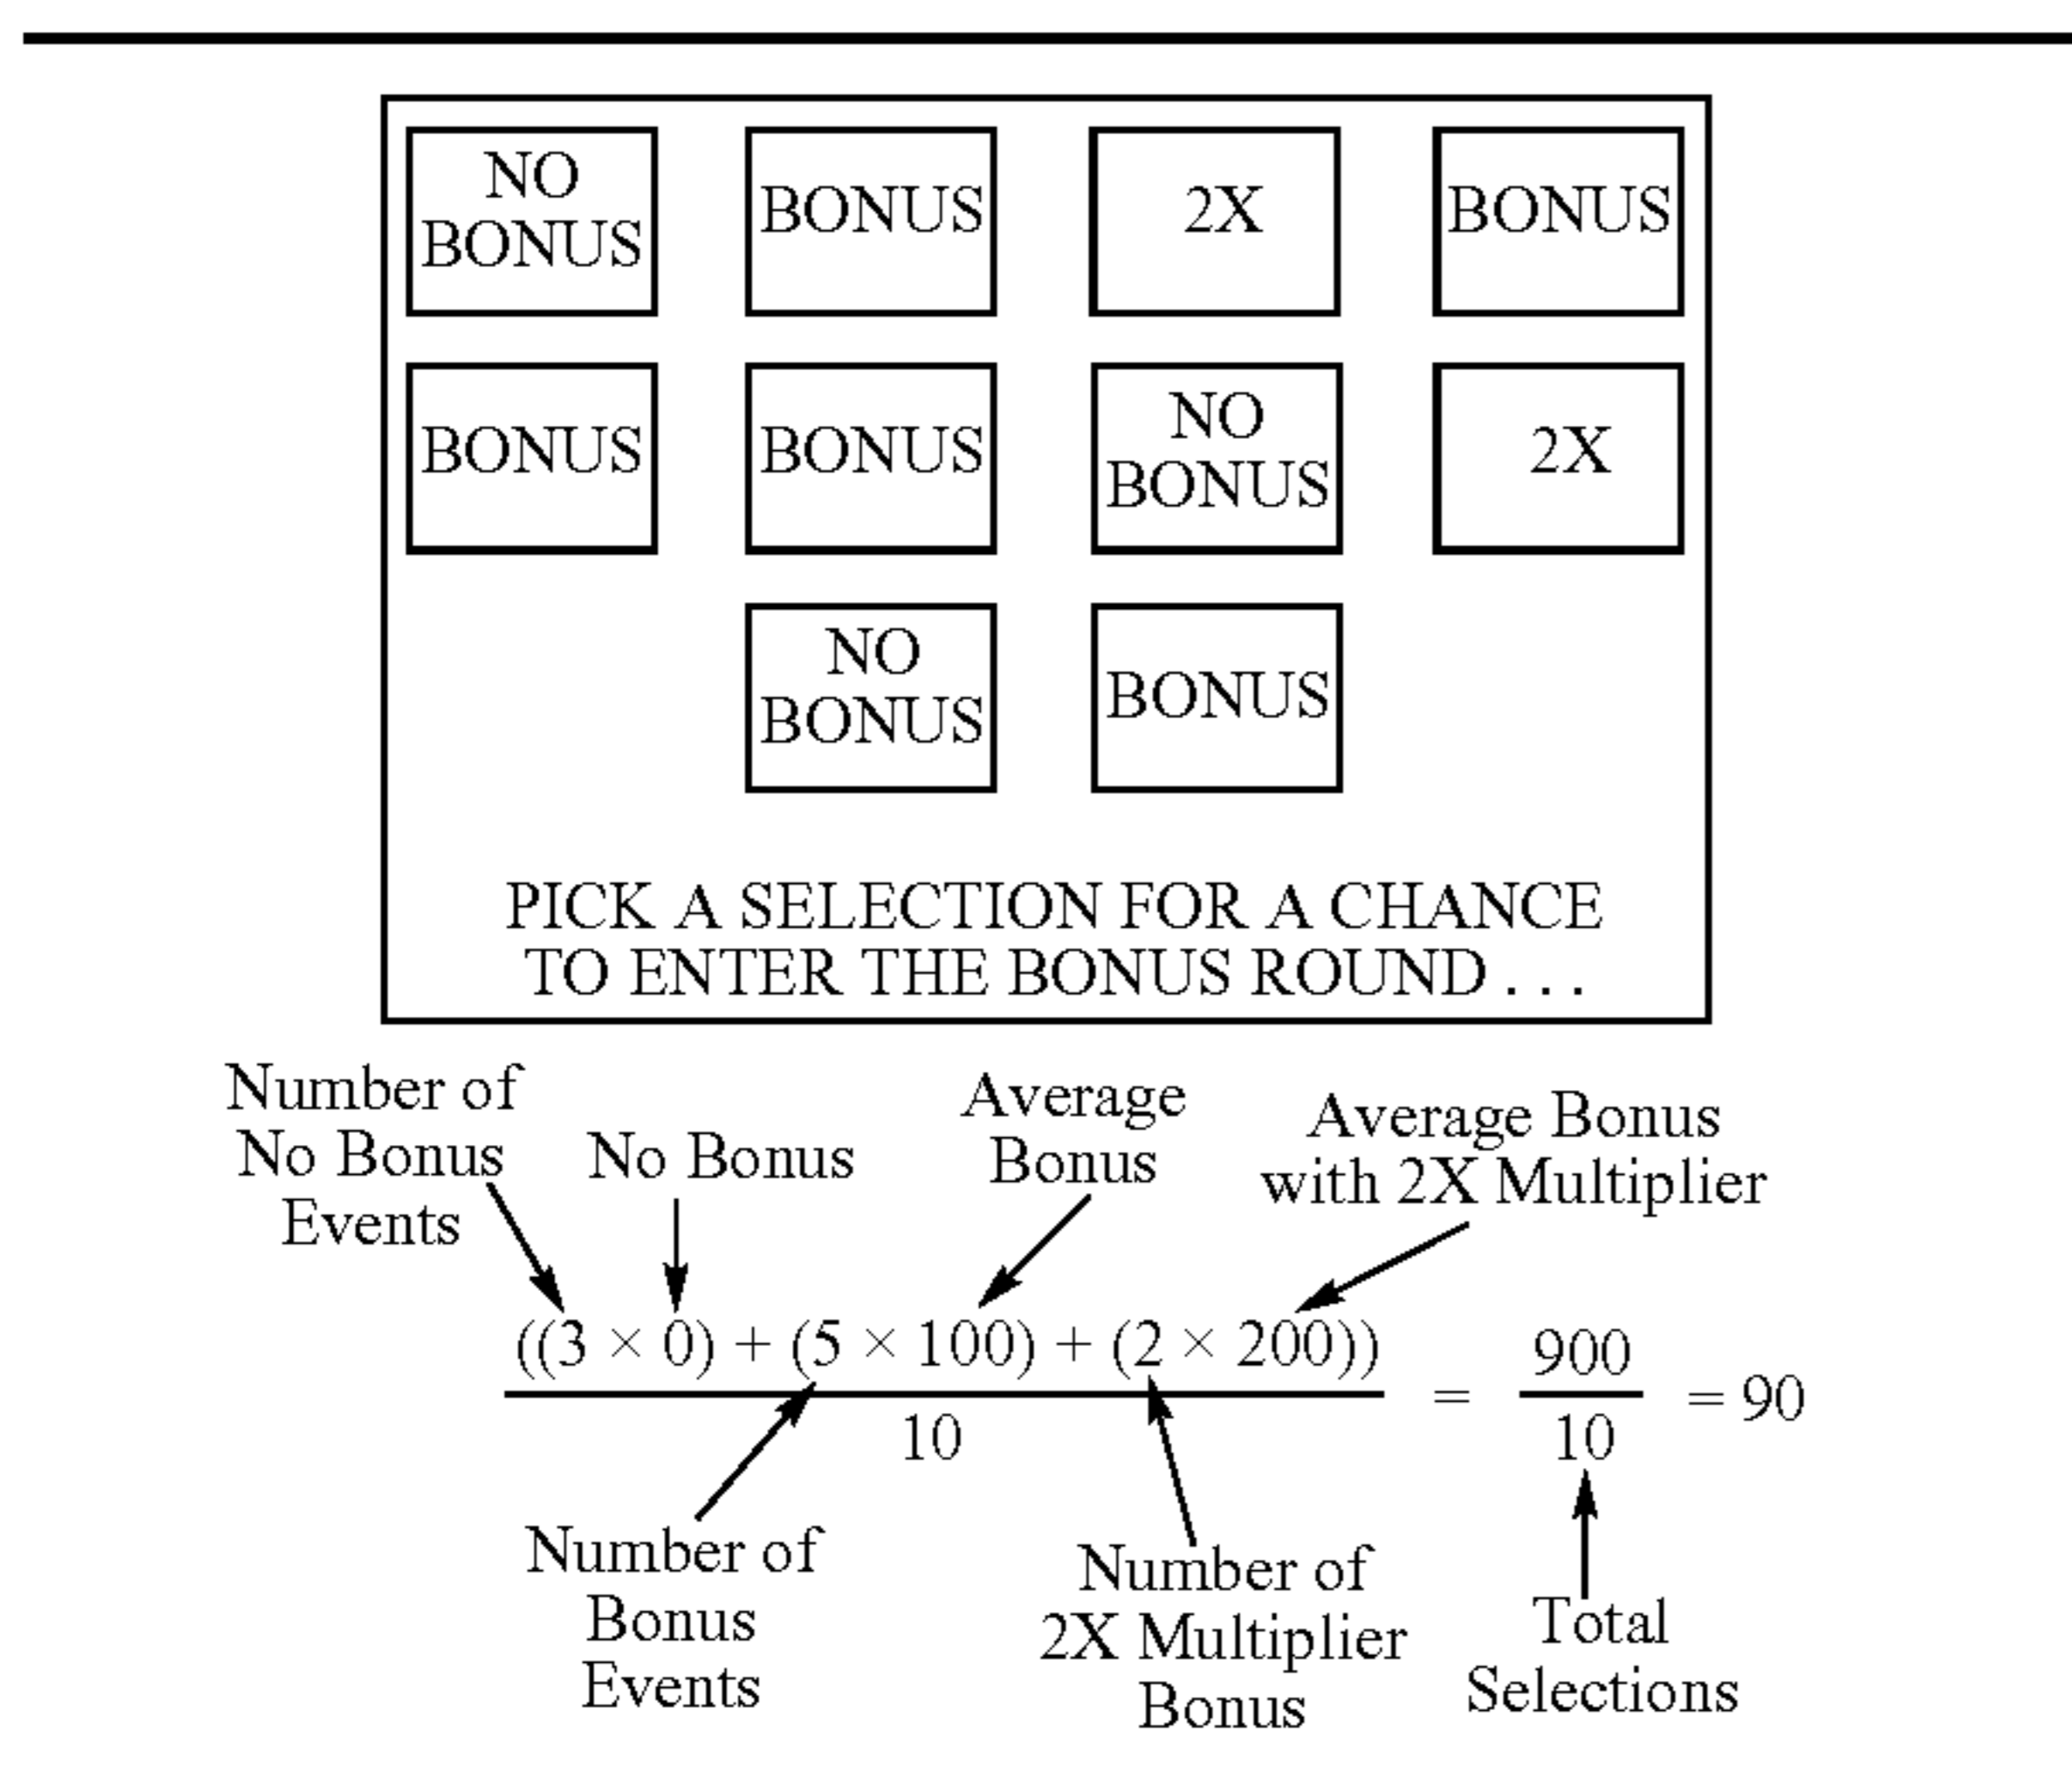 NO
BONUS
BONUS
2X
BONUS
BONUS
BONUS
NO
BONUS
2X
NO
BONUS
BONUS
PICK A SELECTION FOR A CHANCE
TO ENTER THE BONUS ROUND . . .
Number of
No Bonus
Events
No Bonus
Average
Bonus
Average Bonus
with 2X Multiplier
((3 × 0) + (5 × 100) + (2 × 200))
10
=
900
10
= 90
Number of
Bonus
Events
Number of
2X Multiplier
Bonus
Total
Selections